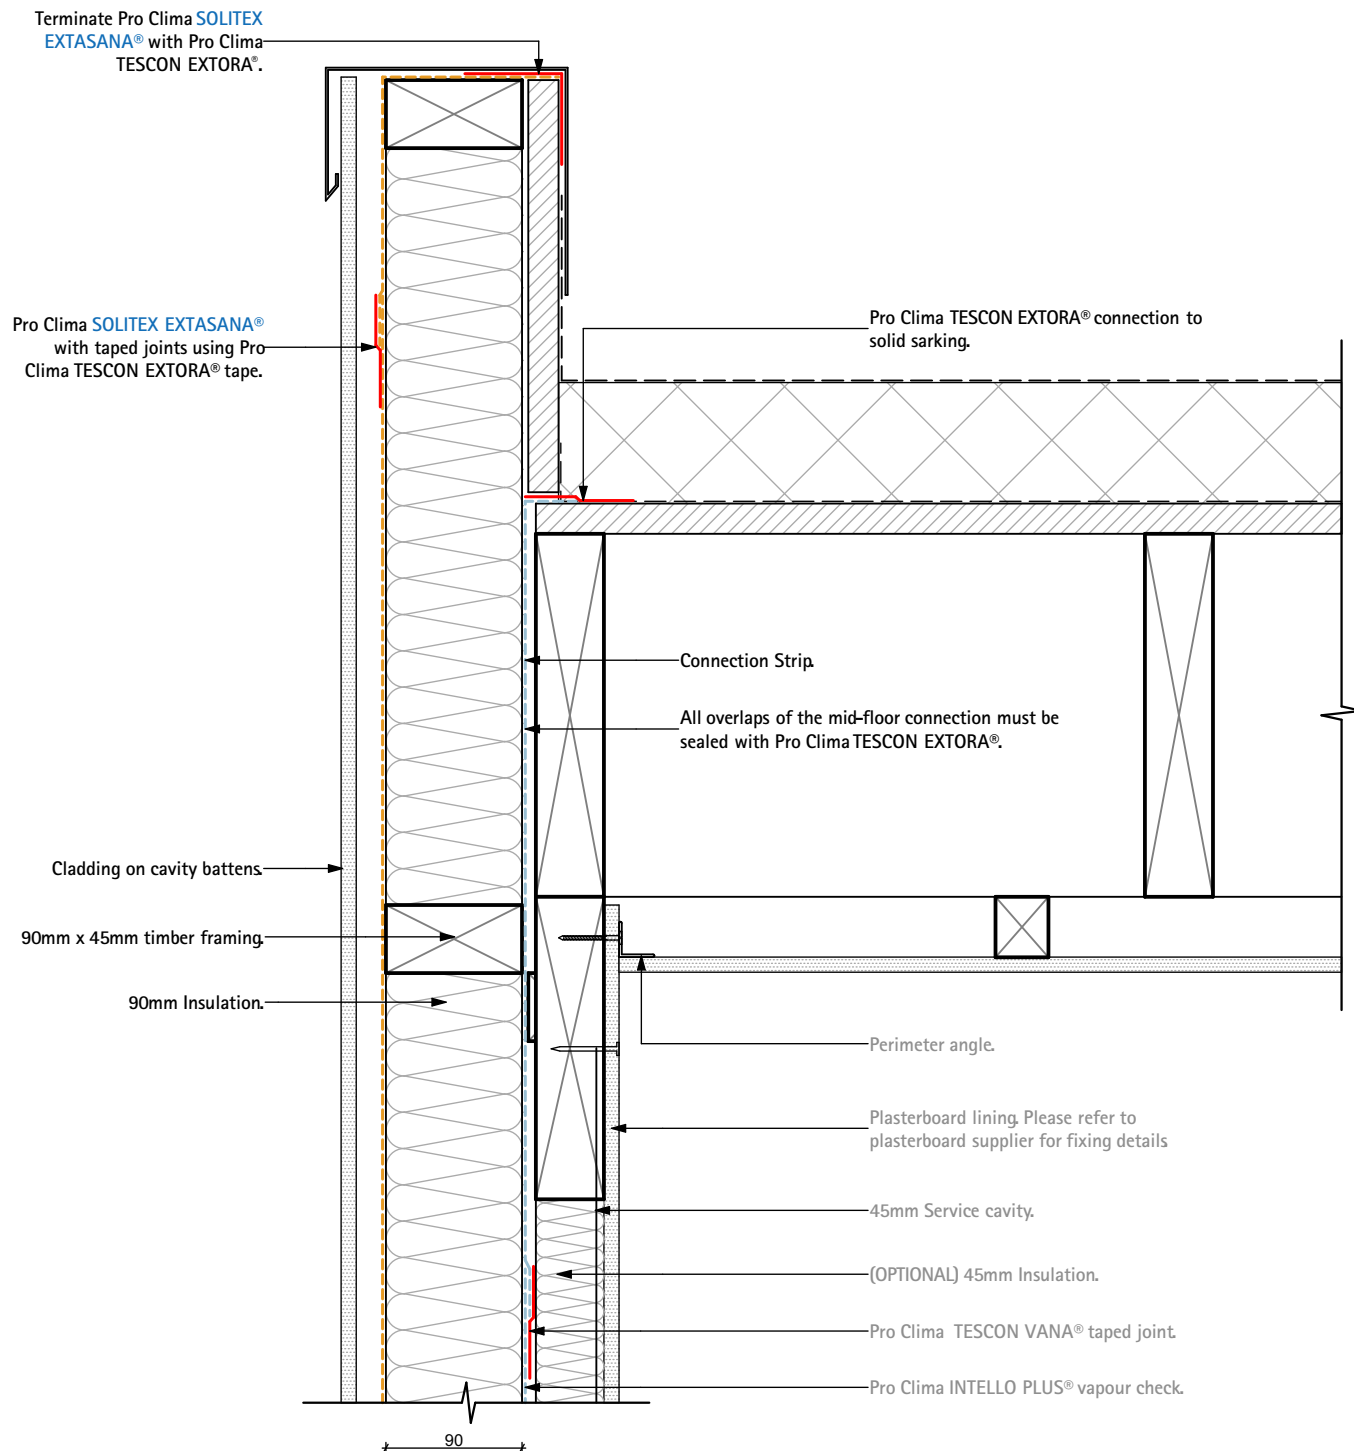 Terminate Pro Clima SOLITEX
EXTASANA® with Pro Clima
TESCON EXTORA®.
Pro Clima SOLITEX EXTASANA®
with taped joints using Pro
Clima TESCON EXTORA® tape.
Pro Clima TESCON EXTORA® connection to
solid sarking.
Connection Strip.
All overlaps of the mid-floor connection must be
sealed with Pro Clima TESCON EXTORA®.
Cladding on cavity battens.
90mm x 45mm timber framing.
90mm Insulation.
Perimeter angle.
Plasterboard lining. Please refer to
plasterboard supplier for fixing details
45mm Service cavity.
(OPTIONAL) 45mm Insulation.
Pro Clima TESCON VANA® taped joint.
Pro Clima INTELLO PLUS® vapour check.
90